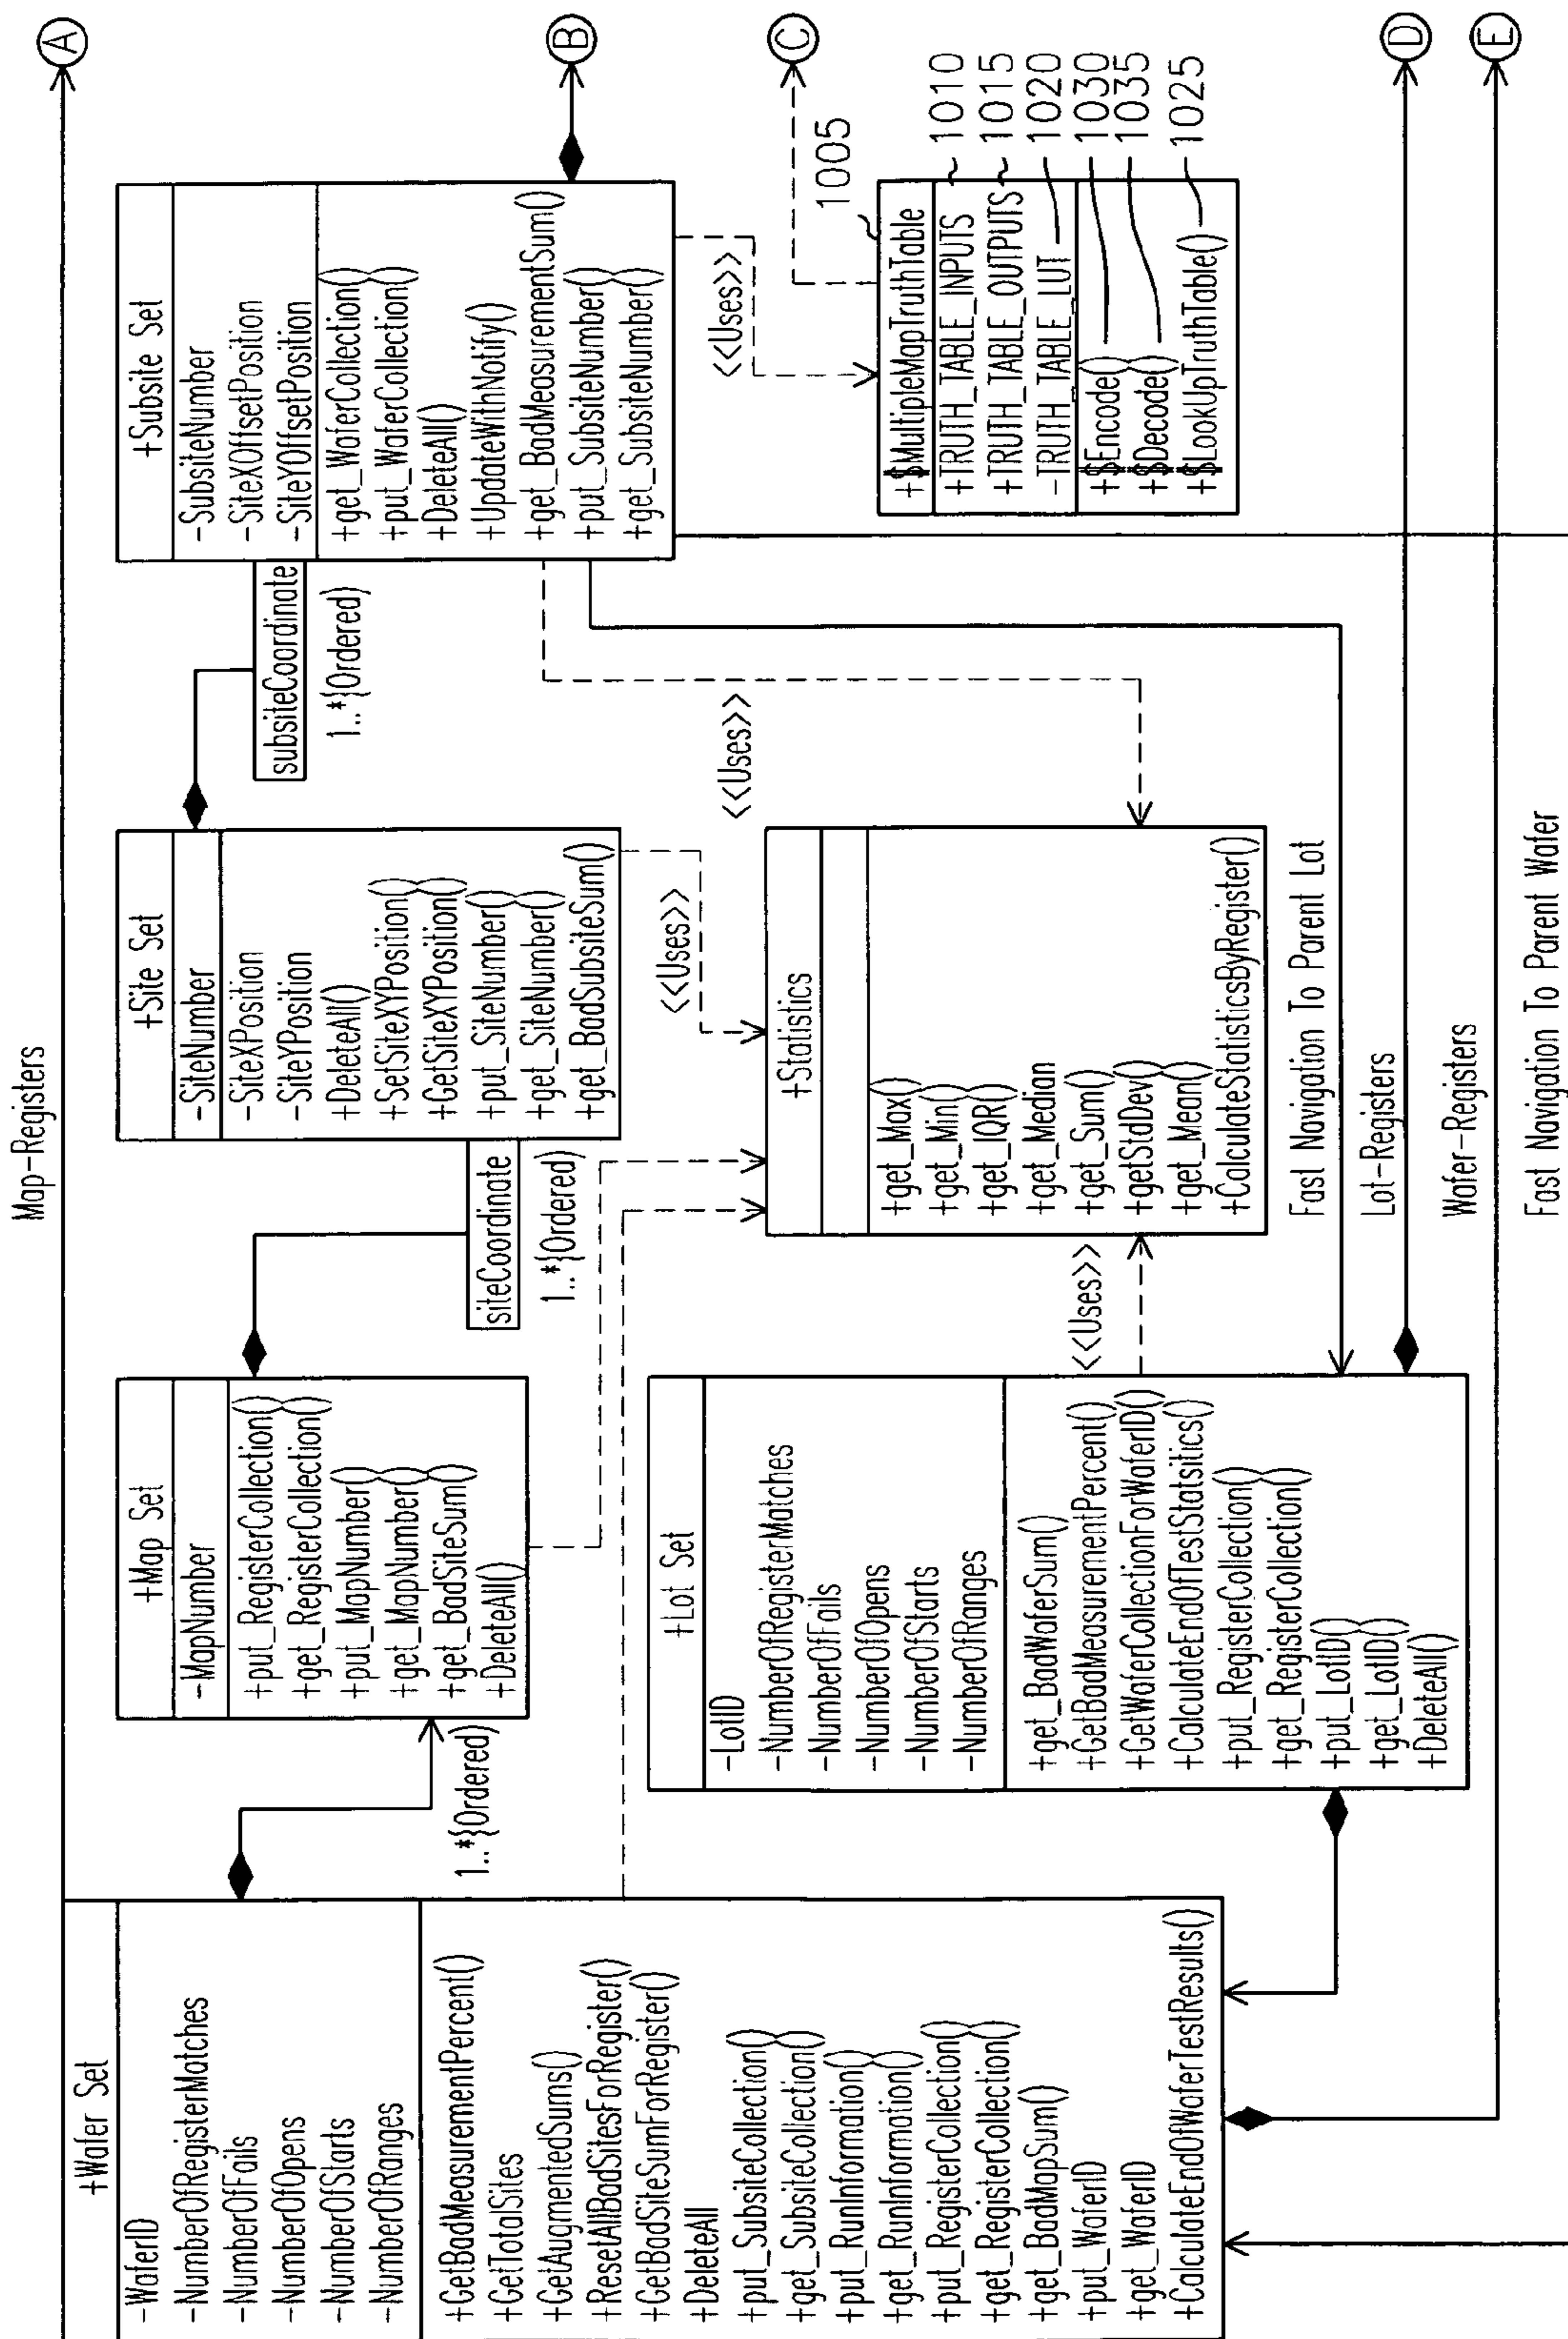 Map-Registers
A
+Wafer Set
-WaferID
-NumberOfRegisterMatches
-NumberOfFails
-NumberOfOpens
-NumberOfStarts
-NumberOfRanges
+GetBadMeasurementPercent()
+GetTotalSites
+GetAugmentedSums()
+ResetAllBadSitesForRegister()
+GetBadSiteSumForRegister()
+DeleteAll
+put_SubsiteCollection()
+get_SubsiteCollection()
+put_RunInformation()
+get_RunInformation()
+put_RegisterCollection()
+get_RegisterCollection()
+get_BadMapSum()
+put_WaferID
+get_WaferID
+CalculateEndOfWaferTestResults()
1..*{Ordered}
+Map Set
-MapNumber
+put_RegisterCollection()
+get_RegisterCollection()
+put_MapNumber()
+get_MapNumber()
+get_BadSiteSum()
+DeleteAll()
siteCoordinate
1..*{Ordered}
+Site Set
-SiteNumber
-SiteXPosition
-SiteYPosition
+DeleteAll()
+SetSiteXYPosition()
+GetSiteXYPosition()
+put_SiteNumber()
+get_SiteNumber()
+get_BadSubsiteSum()
subsiteCoordinate
1..*{Ordered}
+Subsite Set
-SubsiteNumber
-SiteXOffsetPosition
-SiteYOffsetPosition
+get_WaferCollection()
+put_WaferCollection()
+DeleteAll()
+UpdateWithNotify()
+get_BadMeasurementSum()
+put_SubsiteNumber()
+get_SubsiteNumber()
B
<<Uses>>
<<Uses>>
<<Uses>>
C
+Lot Set
-LotID
-NumberOfRegisterMatches
-NumberOfFails
-NumberOfOpens
-NumberOfStarts
-NumberOfRanges
+get_BadWaferSum()
+GetBadMeasurementPercent()
+GetWaferCollectionForWaferID()
+CalculateEndOfTestStatsitics()
+put_RegisterCollection()
+get_RegisterCollection()
+put_LotID()
+get_LotID()
+DeleteAll()
<<Uses>>
+Statistics
+get_Max()
+get_Min()
+get_IQR()
+get_Median
+get_Sum()
+getStdDev()
+get_Mean()
+CalculateStatisticsByRegister()
1005
+$MultipleMapTruthTable
+TRUTH_TABLE_INPUTS 1010
+TRUTH_TABLE_OUTPUTS 1015
-TRUTH_TABLE_LUT 1020
+$Encode() 1030
+$Decode() 1035
+$LookUpTruthTable() 1025
Fast Navigation To Parent Lot
Lot-Registers
D
Wafer-Registers
E
Fast Navigation To Parent Wafer